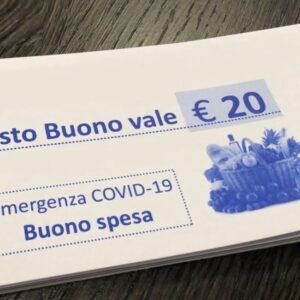 sto Buono vale € 20
mergenza COVID-19
Buono spesa